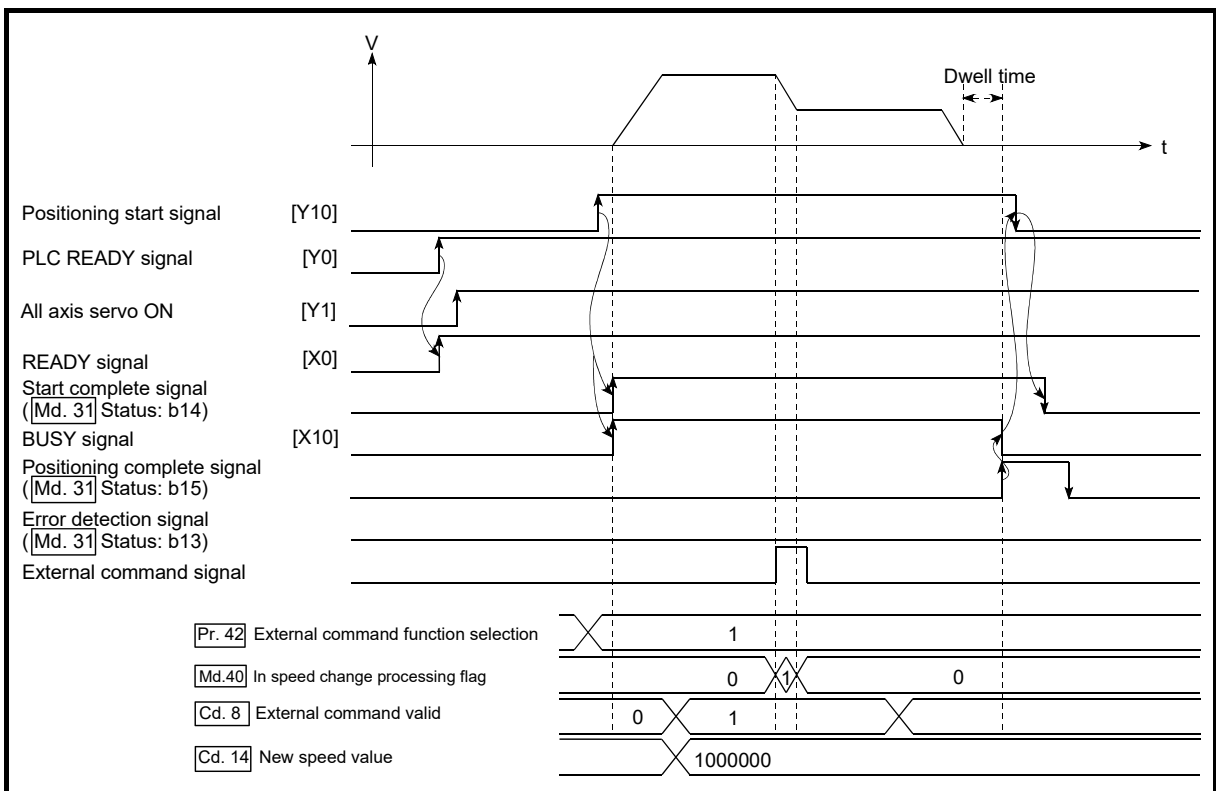 V
Dwell time
t
Positioning start signal [Y10]
PLC READY signal [Y0]
All axis servo ON [Y1]
READY signal [X0]
Start complete signal
( Md. 31 Status: b14)
BUSY signal [X10]
Positioning complete signal
( Md. 31 Status: b15)
Error detection signal
( Md. 31 Status: b13)
External command signal
Pr. 42 External command function selection 1
Md.40 In speed change processing flag 0 1 0
Cd. 8 External command valid 0 1
Cd. 14 New speed value 1000000